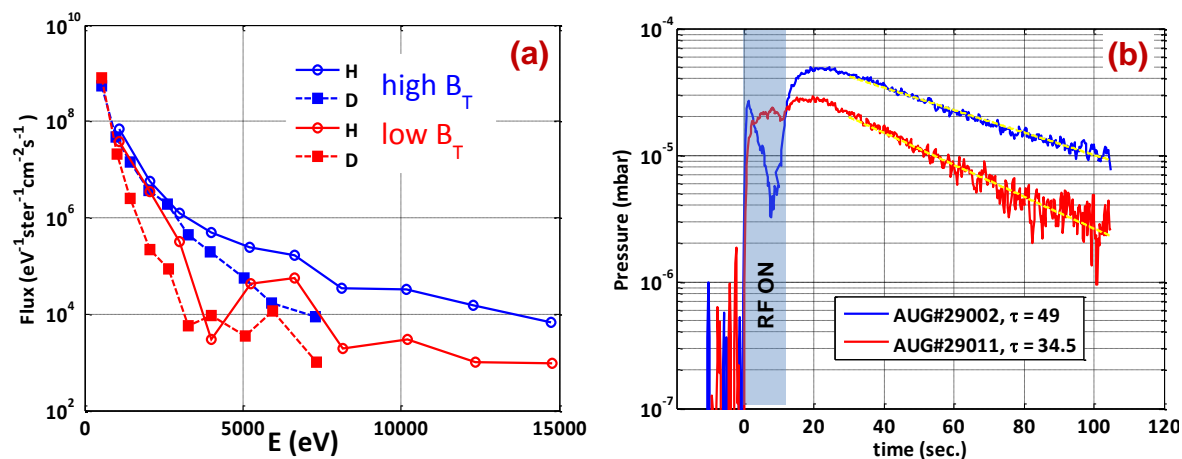 (a)
10^10
10^8
10^6
10^4
10^2
Flux (eV^-1ster^-1cm^-2s^-1)
H
D
high B_T
H
D
low B_T
0
5000
10000
15000
E (eV)
(b)
10^-4
10^-5
10^-6
10^-7
Pressure (mbar)
RF ON
AUG#29002, τ = 49
AUG#29011, τ = 34.5
0
20
40
60
80
100
120
time (sec.)